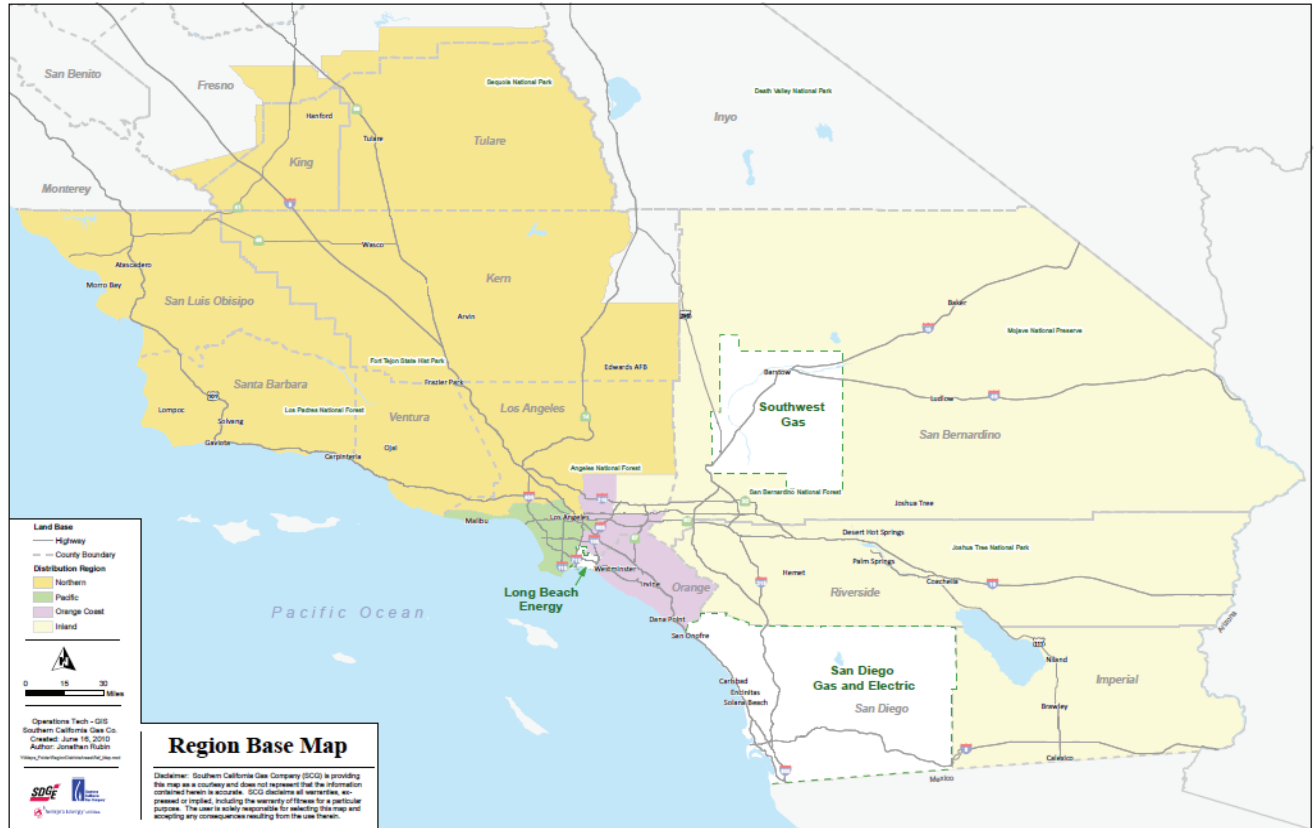 San Benito
Fresno
Sequoia National Park
Death Valley National Park
Inyo
Hanford
Tulare
King
Tulare
Monterey
Wasco
Kern
Atascadero
Morro Bay
San Luis Obisipo
Arvin
Baker
Mojave National Preserve
Fort Tejon State Hist Park
Edwards AFB
Barstow
Santa Barbara
Frazier Park
Ludlow
Lompoc
101
Los Padres National Forest
Ventura
Los Angeles
Southwest
Gas
Solvang
San Bernardino
Gaviota
Ojai
Carpinteria
Angeles National Forest
San Bernardino National Forest
Joshua Tree
Malibu
Los Angeles
Desert Hot Springs
Joshua Tree National Park
Palm Springs
Westminster
Hemet
Coachella
Irvine
Orange
Riverside
Long Beach
Energy
Pacific Ocean
Dana Point
San Onofre
Arizona
Niland
San Diego
Gas and Electric
Imperial
Carlsbad
Encinitas
Solana Beach
San Diego
Brawley
Calexico
Mexico
Land Base
Highway
County Boundary
Distribution Region
Northern
Pacific
Orange Coast
Inland
N
0 15 30
Miles
Operations Tech - GIS
Southern California Gas Co.
Created: June 16, 2010
Author: Jonathan Rubin
SDGE
Region Base Map
Disclaimer: Southern California Gas Company (SCG) is providing
this map as a courtesy and does not represent that the information
contained herein is accurate. SCG disclaims all warranties, ex-
pressed or implied, including the warranty of fitness for a particular
purpose. The user is solely responsible for selecting this map and
accepting any consequences resulting from the use therein.